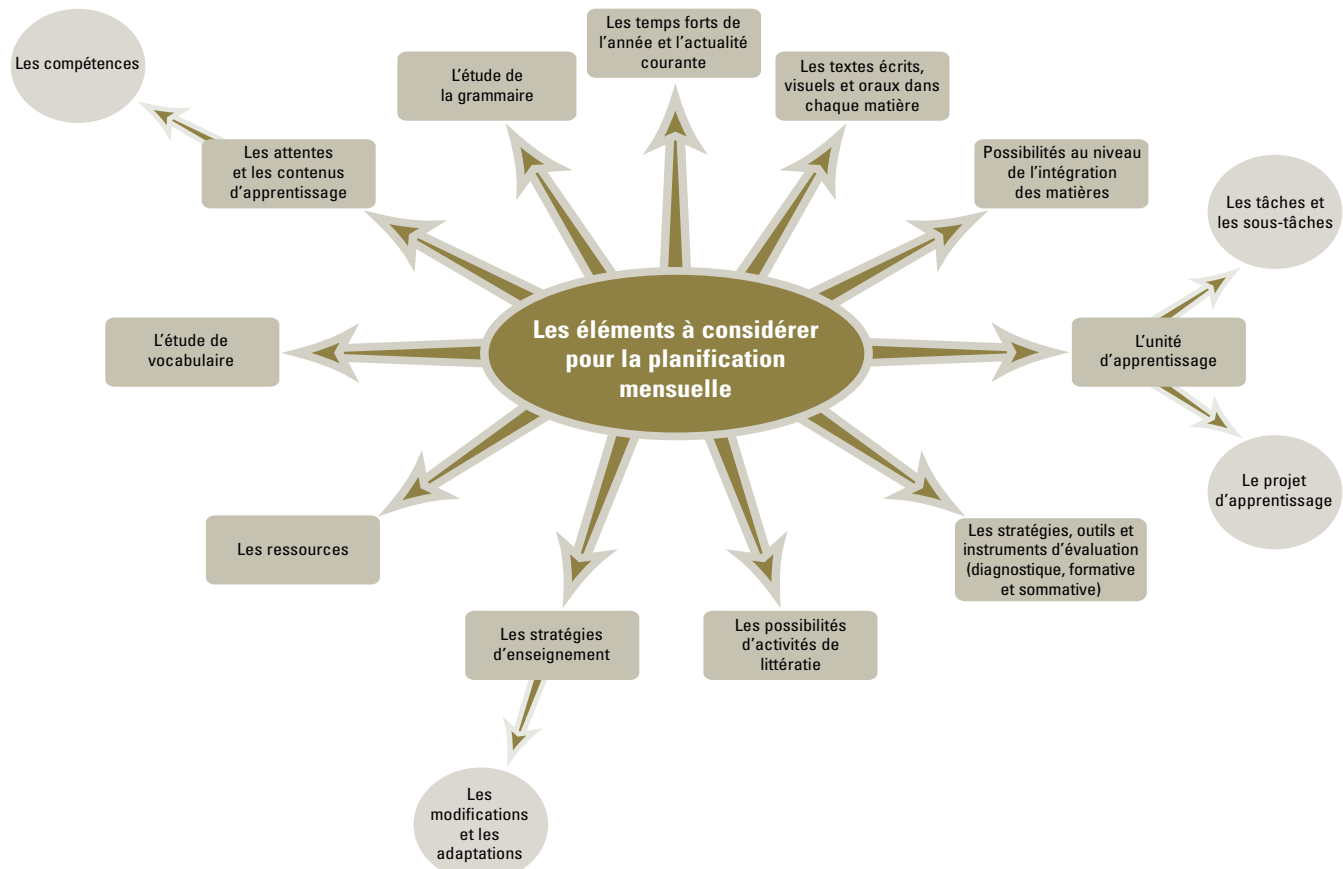 Les temps forts de
l'année et l'actualité
courante
Les compétences
L'étude de
la grammaire
Les textes écrits,
visuels et oraux dans
chaque matière
Les attentes
et les contenus
d'apprentissage
Possibilités au niveau
de l'intégration
des matières
Les tâches et
les sous-tâches
Les éléments à considérer
pour la planification
mensuelle
L'étude de
vocabulaire
L'unité
d'apprentissage
Le projet
d'apprentissage
Les ressources
Les stratégies, outils et
instruments d'évaluation
(diagnostique, formative
et sommative)
Les stratégies
d'enseignement
Les possibilités
d'activités de
littératie
Les
modifications
et les
adaptations